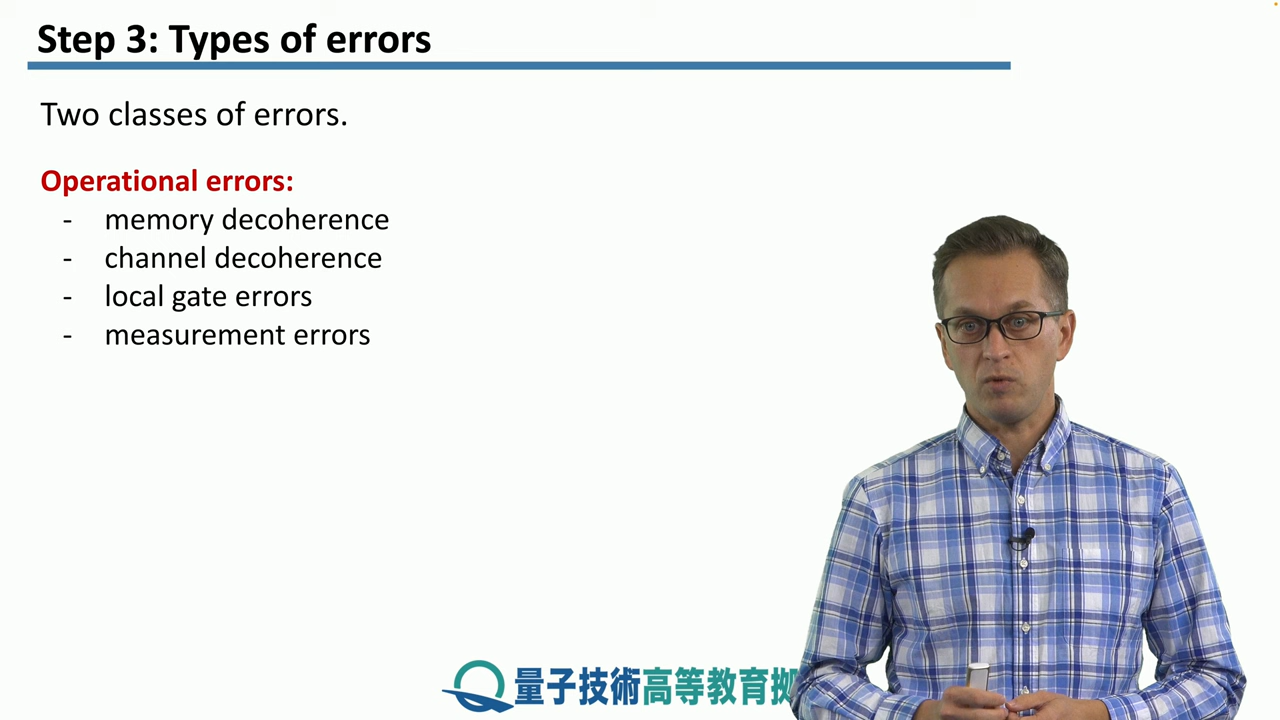 Step 3: Types of errors
Two classes of errors.
Operational errors:
- memory decoherence
- channel decoherence
- local gate errors
- measurement errors
量子技術高等教育拠